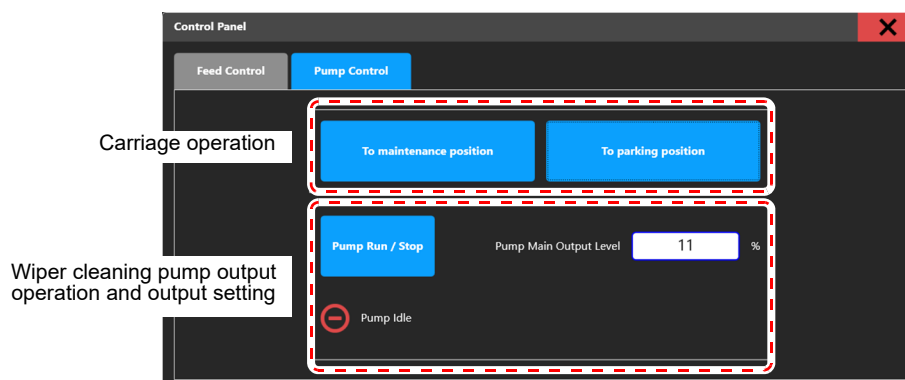 Control Panel
Feed Control
Pump Control
Carriage operation
To maintenance position
To parking position
Pump Run / Stop
Pump Main Output Level
11
%
Wiper cleaning pump output
operation and output setting
Pump Idle